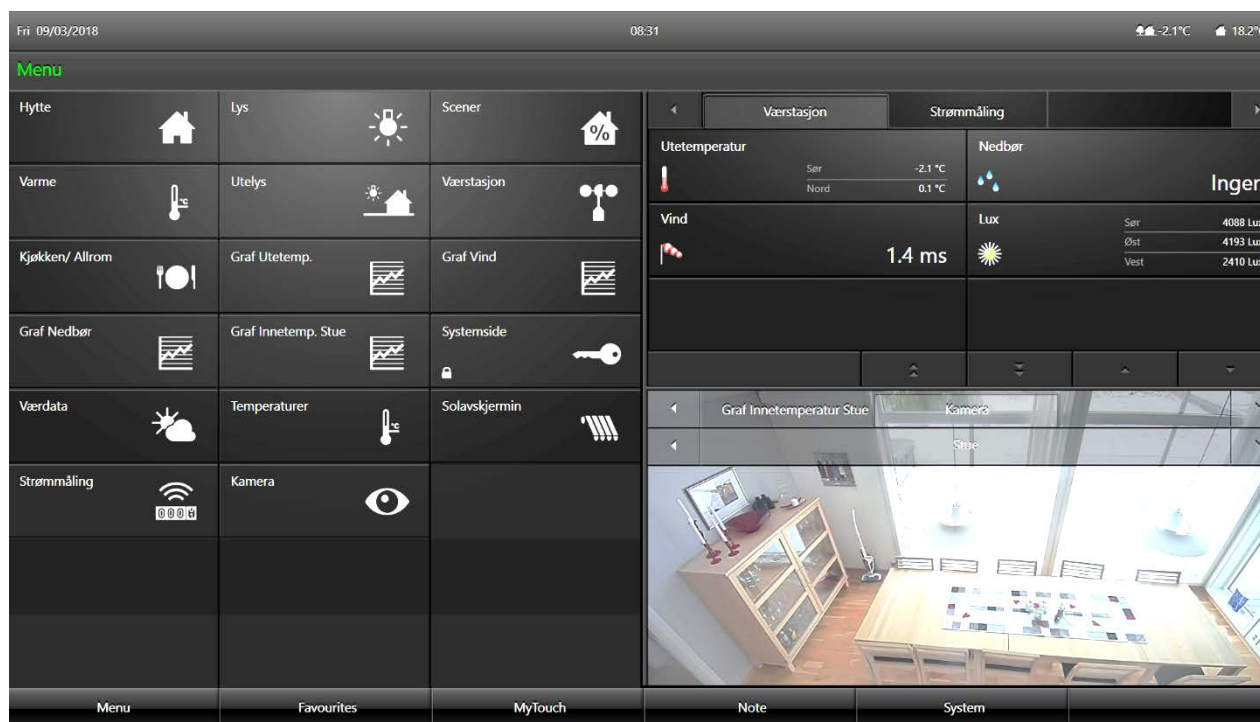 Fri 09/03/2018
08:31
-2.1°C
18.2°
Menu
Hytte
Lys
Scener
%
Varme
°C
Utelys
Værstasjon
Kjøkken/ Allrom
Graf Utetemp.
Graf Vind
Graf Nedbør
Graf Innetemp. Stue
Systemside
Værdata
Temperaturer
°C
Solavskjermin
Strømmåling
Kamera
Værstasjon
Strømmåling
Utetemperatur
Sør -2.1 °C
Nord 0.1 °C
Nedbør
Inger
Vind
1.4 ms
Lux
Sør 4088 Lux
Øst 4193 Lux
Vest 2410 Lux
Graf Innetemperatur Stue
Kamera
Stue
Menu
Favourites
MyTouch
Note
System